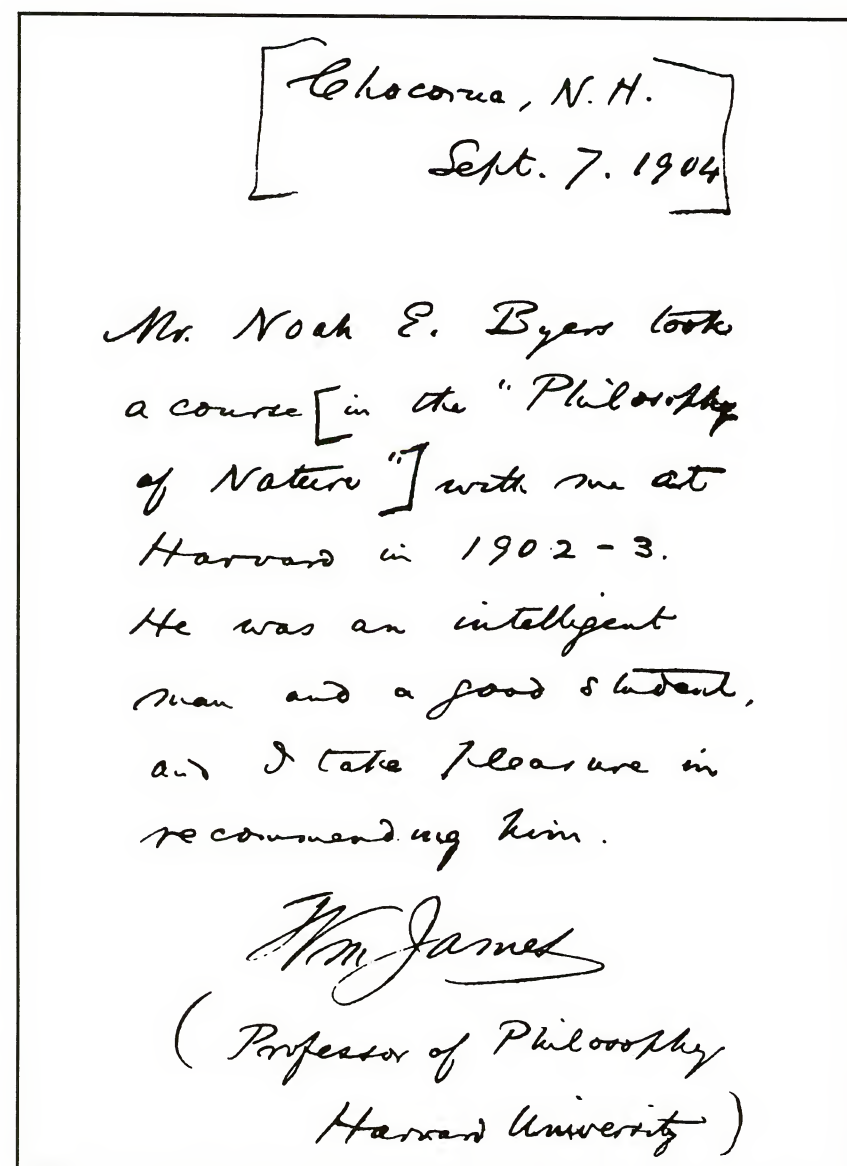 [Chocorua, N.H.
Sept. 7. 1904]
Mr. Noah E. Byers took
a course [in the "Philosophy
of Nature"] with me at
Harvard in 1902-3.
He was an intelligent
man and a good student,
and I take pleasure in
recommending him.
Wm James
(Professor of Philosophy
Harvard University)